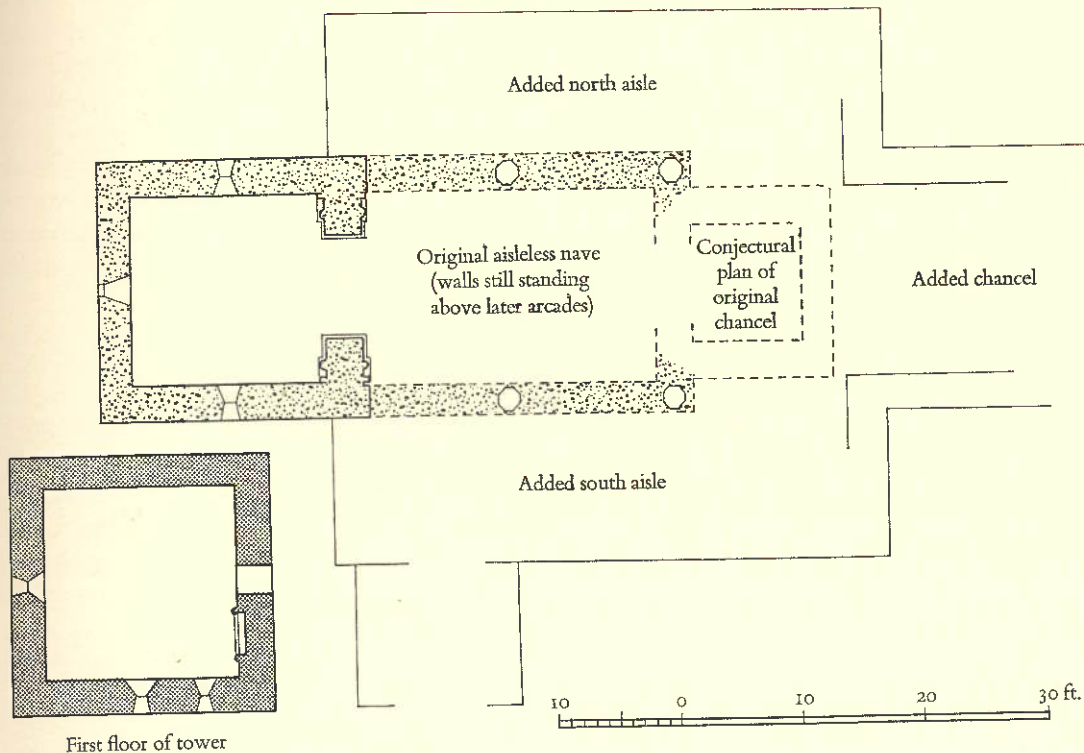 Added north aisle
Original aisleless nave
(walls still standing
above later arcades)
Conjectural
plan of
original
chancel
Added chancel
Added south aisle
10 0 10 20 30 ft.
First floor of tower